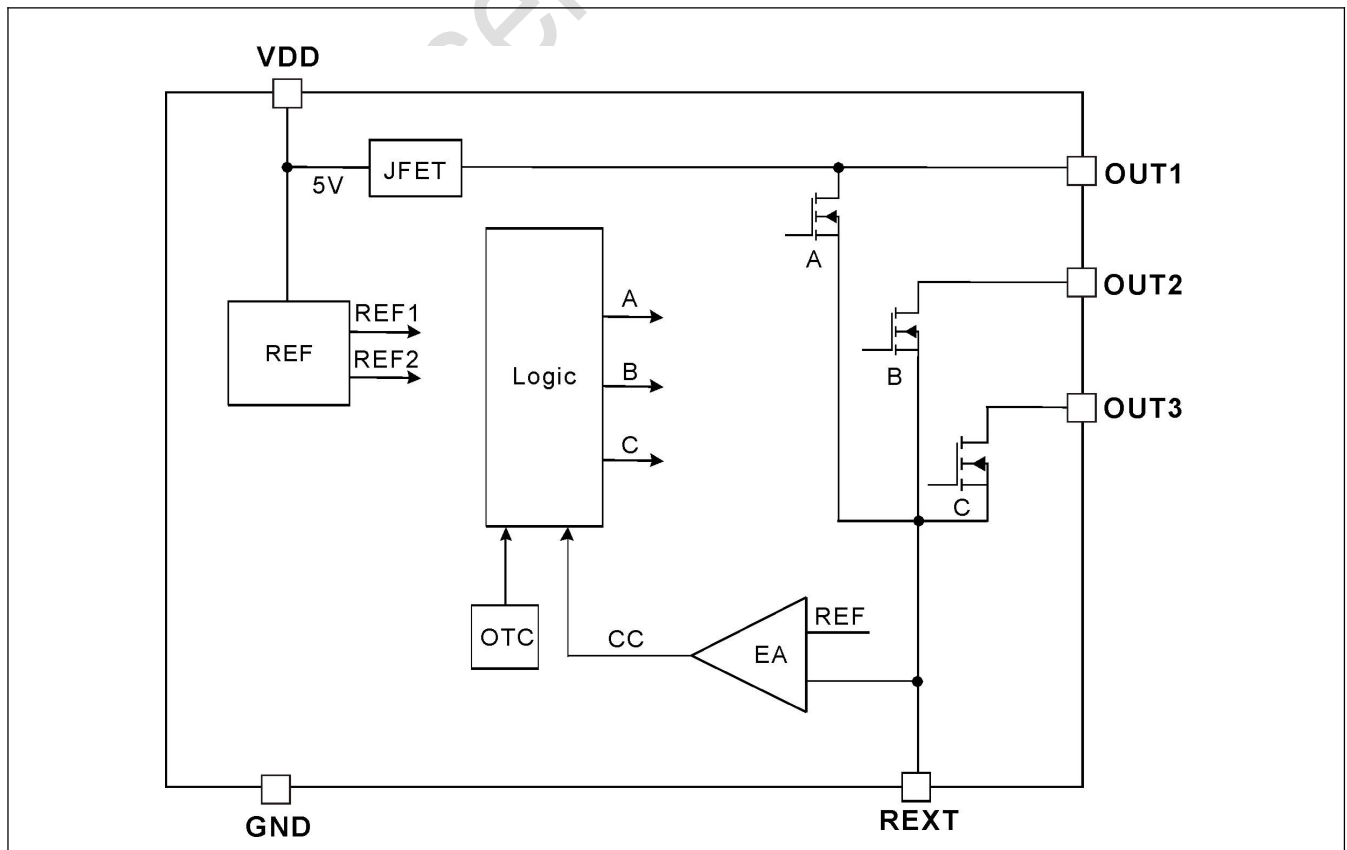 VDD
5V
JFET
OUT1
A
OUT2
B
OUT3
C
REF
REF1
REF2
Logic
A
B
C
OTC
CC
EA
REF
GND
REXT